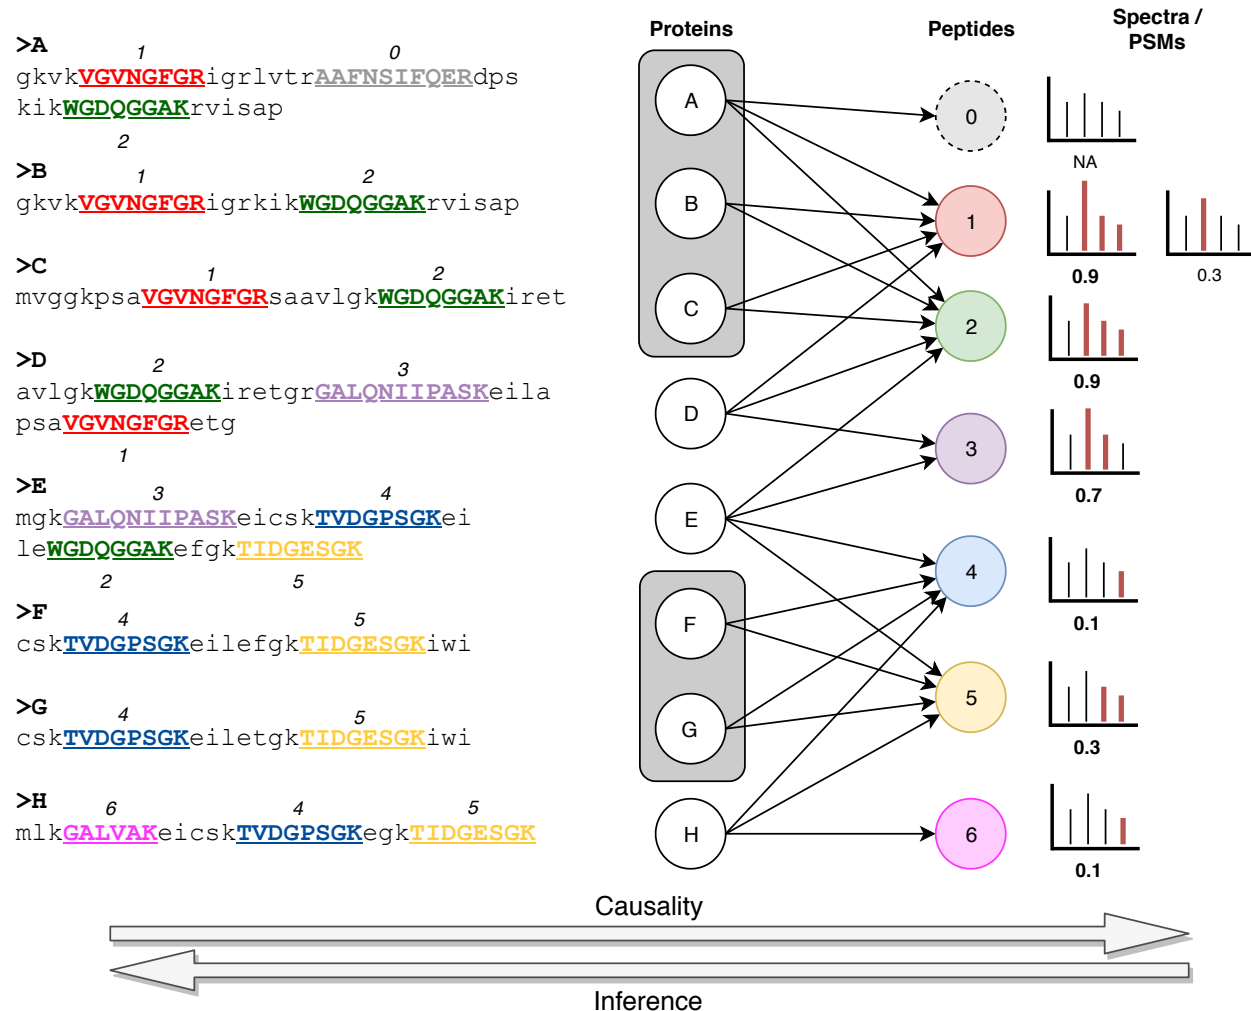 Proteins
Peptides
Spectra /
PSMs
>A
1
0
gkvkVGVNGFGRigrlvtrAAFNSIFQERdps
kikWGDQGGAKrvisap
2
>B
1
2
gkvkVGVNGFGRigrkikWGDQGGAKrvisap
>C
1
2
mvggkpsaVGVNGFGRsaavlgkWGDQGGAKiret
>D
2
3
avlgkWGDQGGAKiretgrGALQNIIPASKeila
psaVGVNGFGRetg
1
>E
3
4
mgkGALQNIIPASKeicskTVDGPSGKei
leWGDQGGAKefgkTIDGESGK
2
5
>F
4
5
cskTVDGPSGKeilefgkTIDGESGKiwi
>G
4
5
cskTVDGPSGKeiletgkTIDGESGKiwi
>H
6
4
5
mlkGALVAKeicskTVDGPSGKegkTIDGESGK
A
B
C
D
E
F
G
H
0
1
2
3
4
5
6
NA
0.9
0.3
0.9
0.7
0.1
0.3
0.1
Causality
Inference